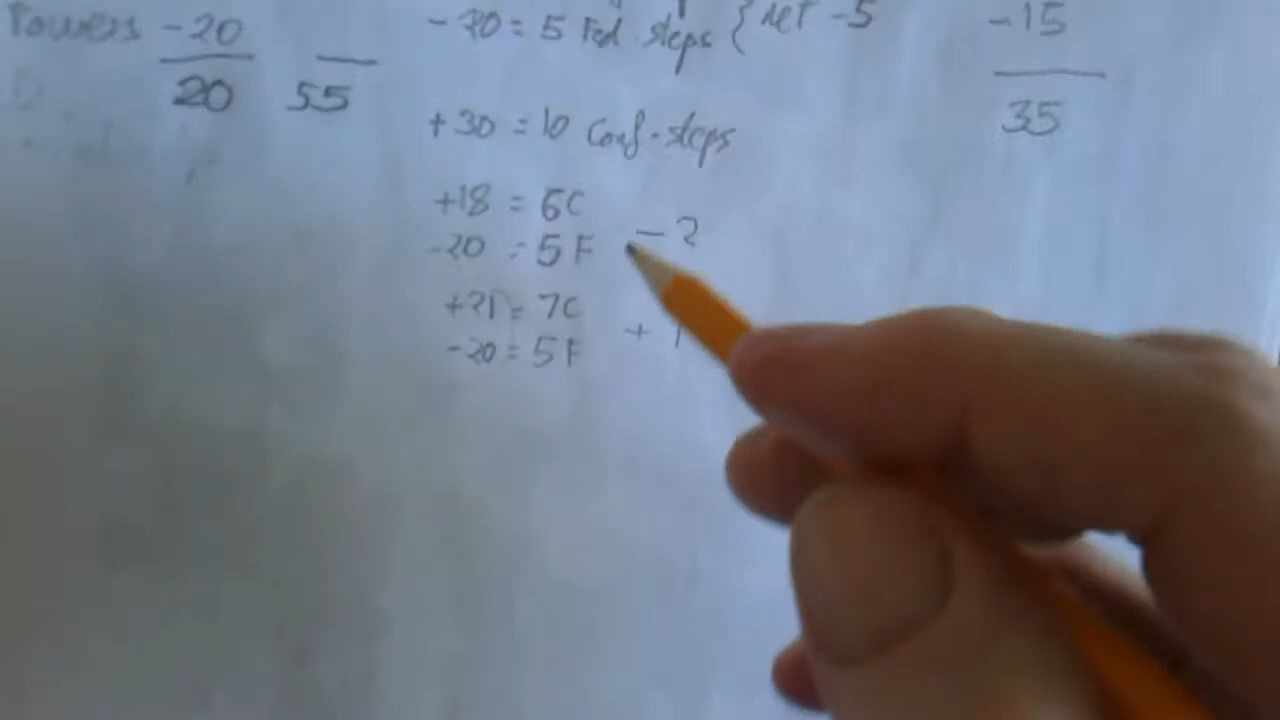 Powers -20
20 55
-20 = 5 Fed. steps { net -5
+30 = 10 Conf-steps
+18 = 6C
-20 = 5F -2
+21 = 7C
-20 = 5F + 1
-15
35